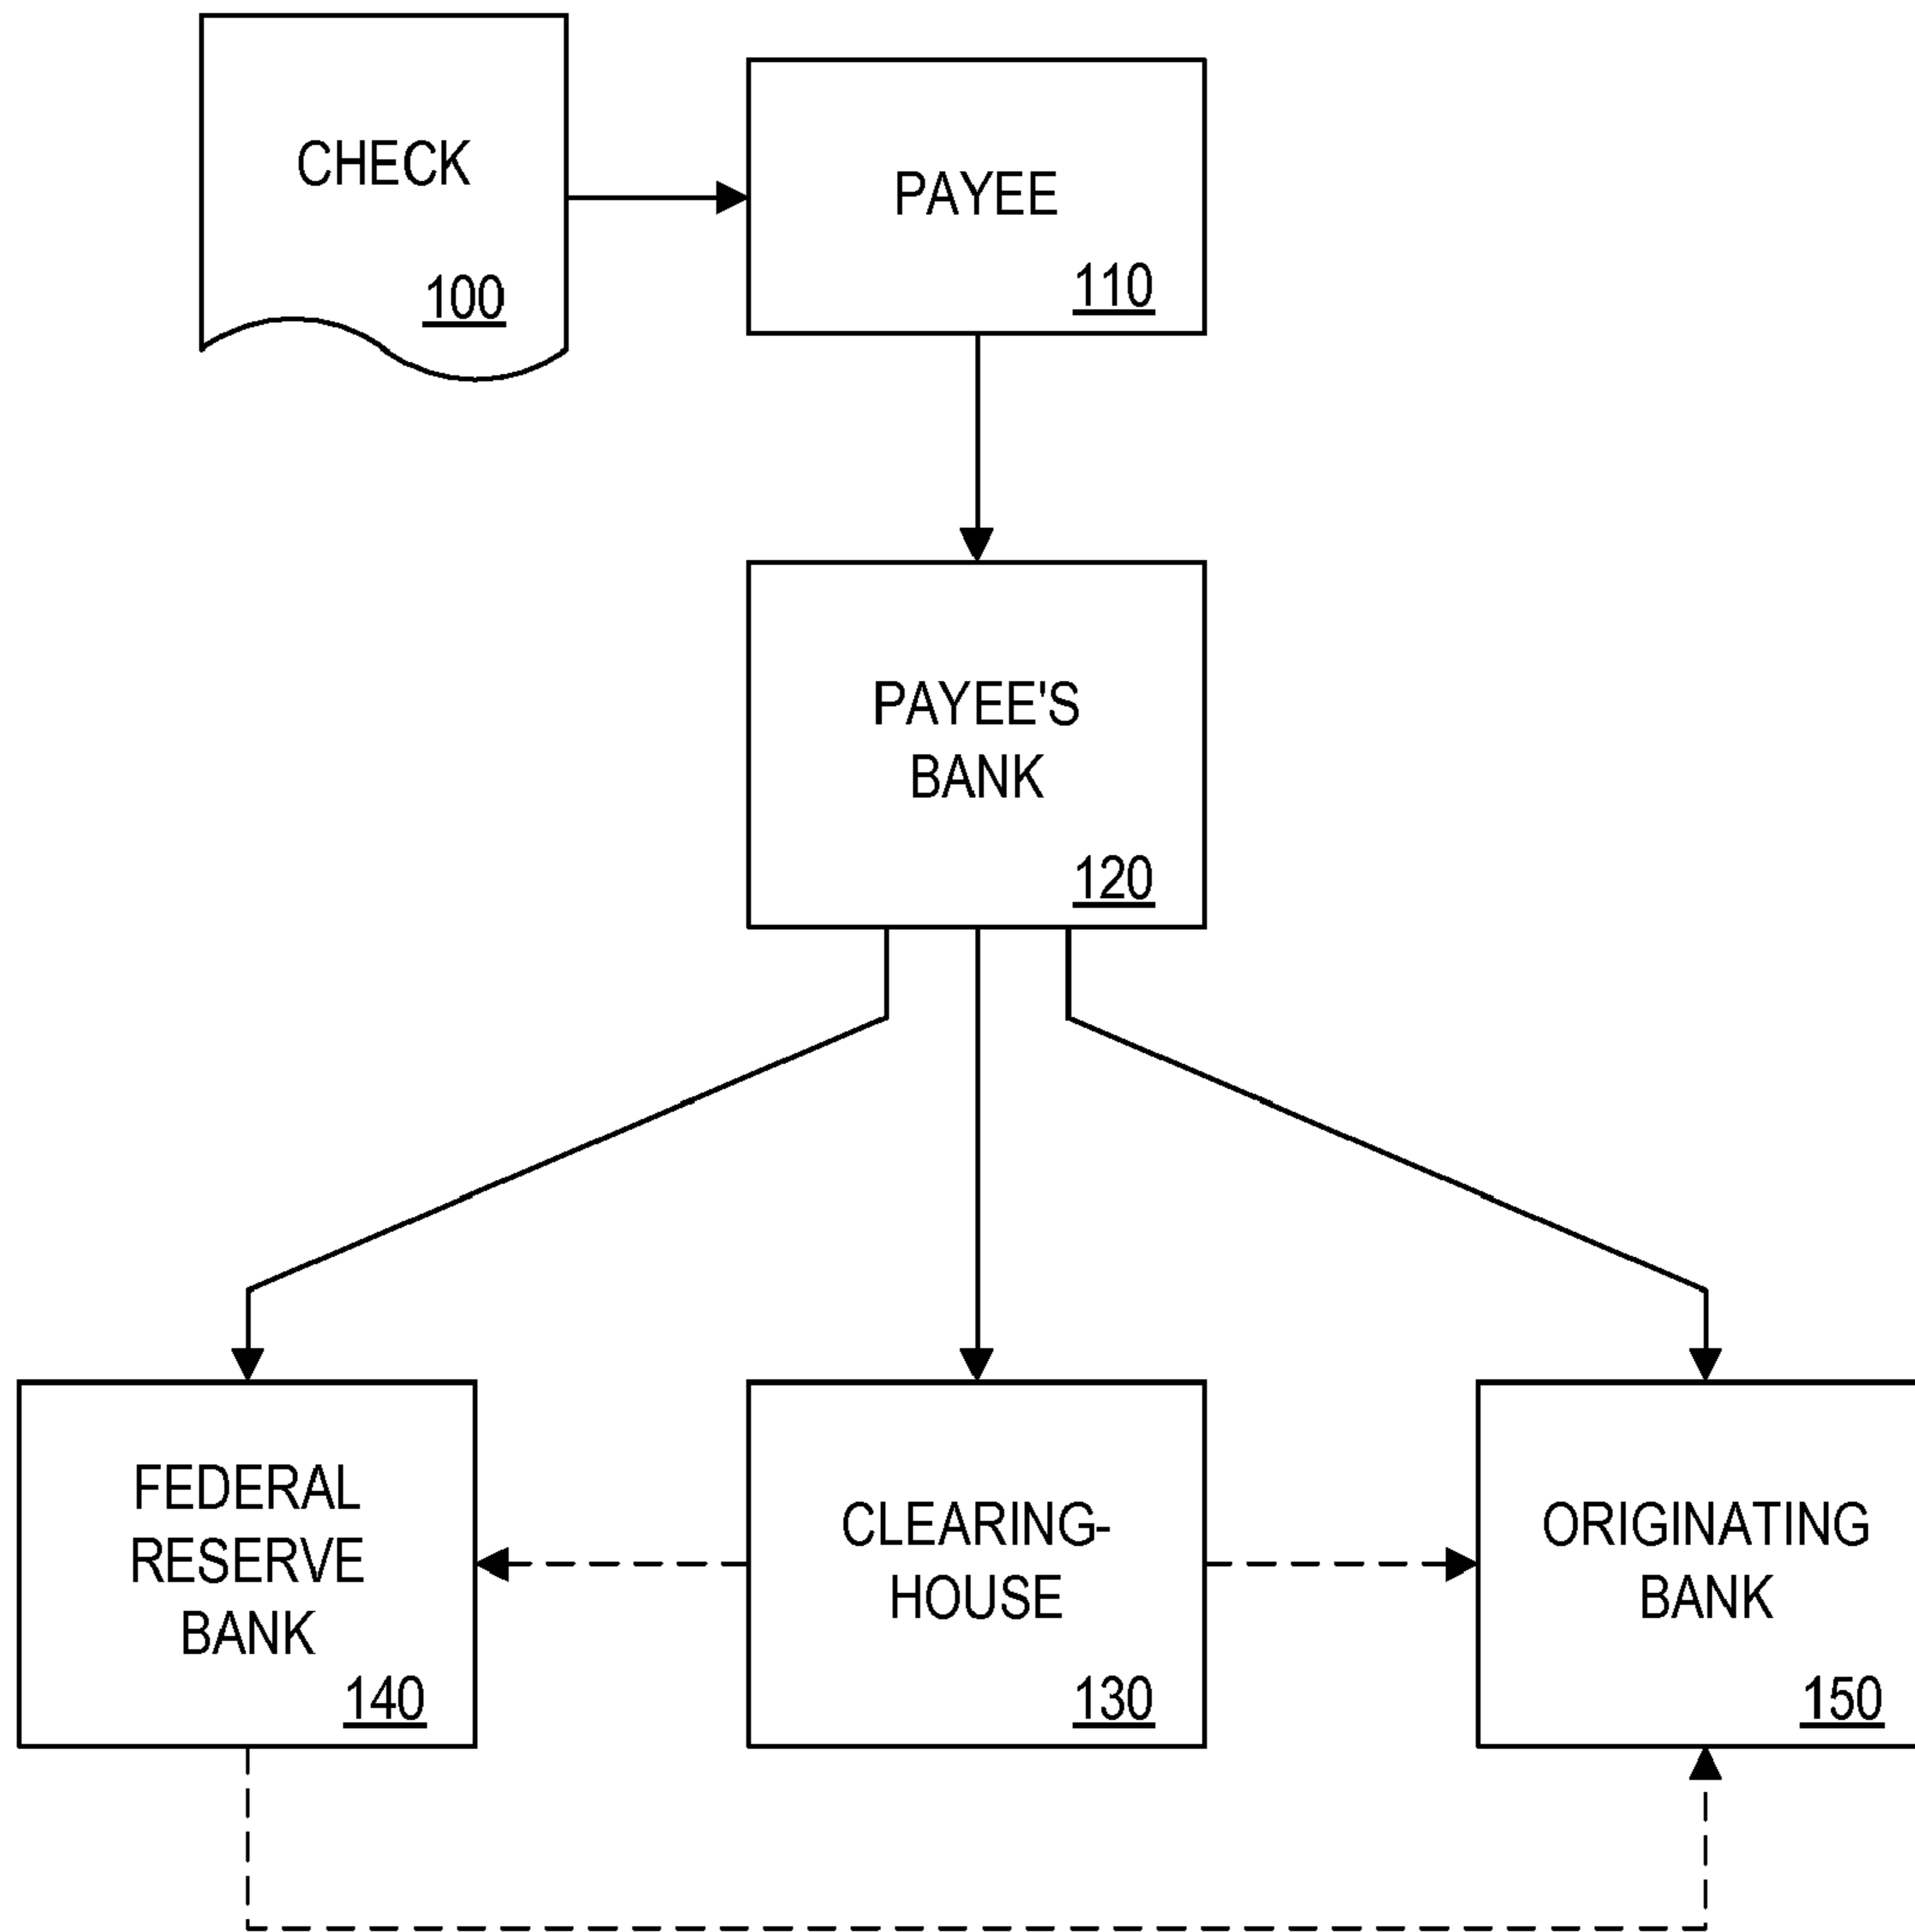 CHECK
100
PAYEE
110
PAYEE'S
BANK
120
FEDERAL
RESERVE
BANK
140
CLEARING-
HOUSE
130
ORIGINATING
BANK
150